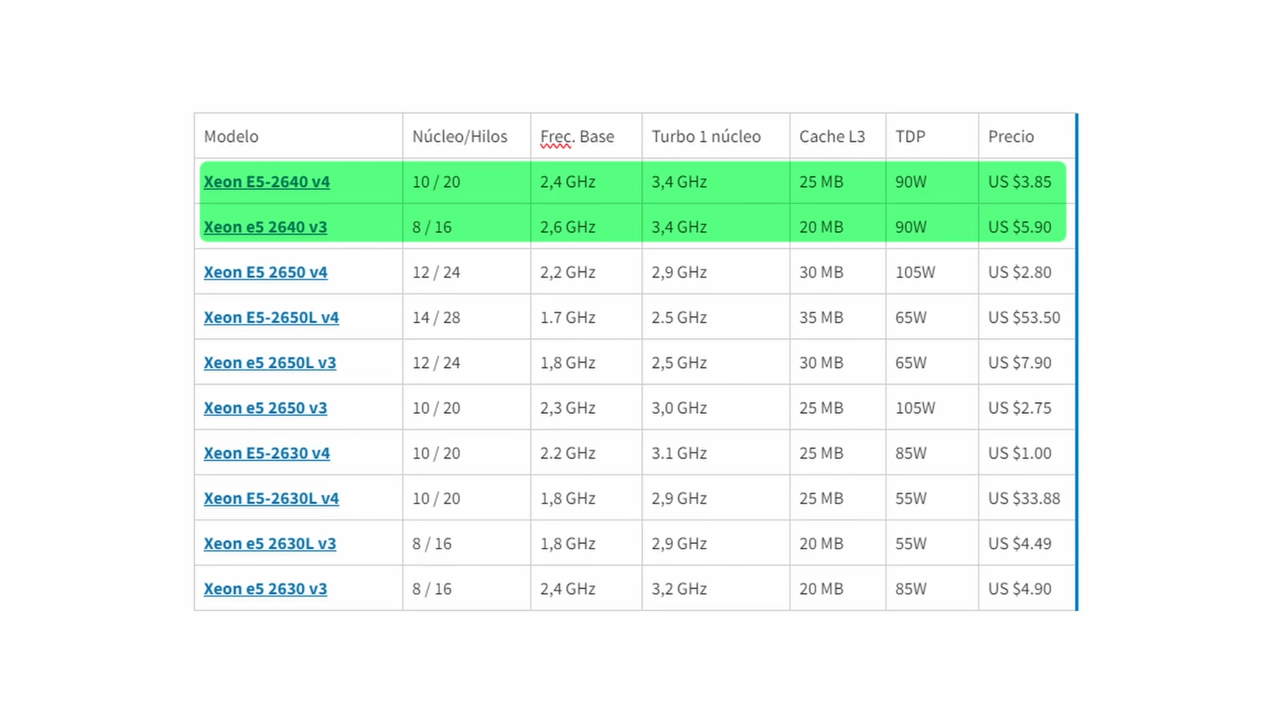 Modelo Núcleo/Hilos Frec. Base Turbo 1 núcleo Cache L3 TDP Precio
Xeon E5-2640 v4 10 / 20 2,4 GHz 3,4 GHz 25 MB 90W US $3.85
Xeon e5 2640 v3 8 / 16 2,6 GHz 3,4 GHz 20 MB 90W US $5.90
Xeon E5 2650 v4 12 / 24 2,2 GHz 2,9 GHz 30 MB 105W US $2.80
Xeon E5-2650L v4 14 / 28 1.7 GHz 2.5 GHz 35 MB 65W US $53.50
Xeon e5 2650L v3 12 / 24 1,8 GHz 2,5 GHz 30 MB 65W US $7.90
Xeon e5 2650 v3 10 / 20 2,3 GHz 3,0 GHz 25 MB 105W US $2.75
Xeon E5-2630 v4 10 / 20 2.2 GHz 3.1 GHz 25 MB 85W US $1.00
Xeon E5-2630L v4 10 / 20 1,8 GHz 2,9 GHz 25 MB 55W US $33.88
Xeon e5 2630L v3 8 / 16 1,8 GHz 2,9 GHz 20 MB 55W US $4.49
Xeon e5 2630 v3 8 / 16 2,4 GHz 3,2 GHz 20 MB 85W US $4.90